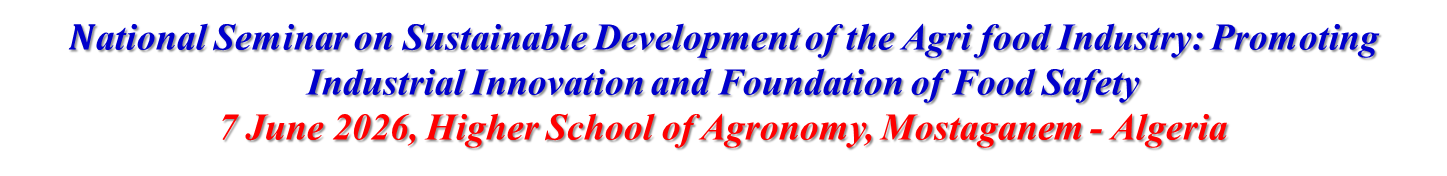 National Seminar on Sustainable Development of the Agri food Industry: Promoting
Industrial Innovation and Foundation of Food Safety
7 June 2026, Higher School of Agronomy, Mostaganem - Algeria